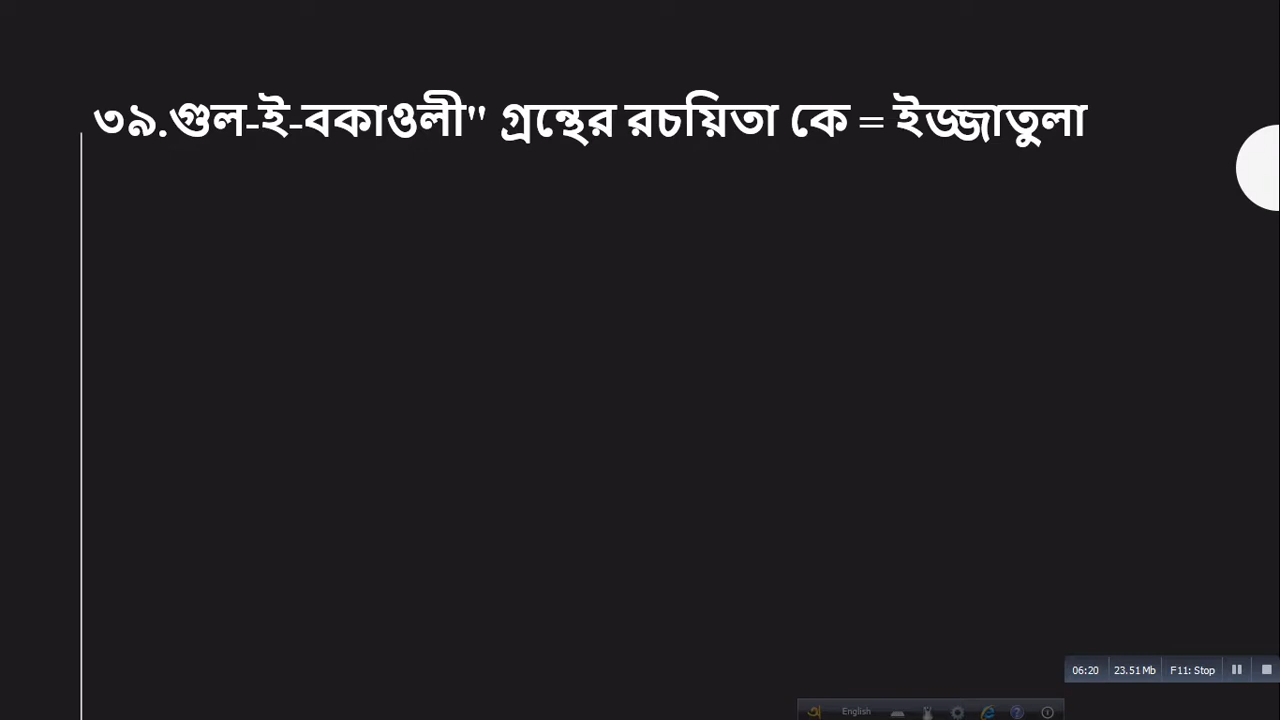 ৩৯.গুল-ই-বকাওলী" গ্রন্থের রচয়িতা কে = ইজ্জাতুলা
06:20 23.51 Mb F11: Stop
অ English